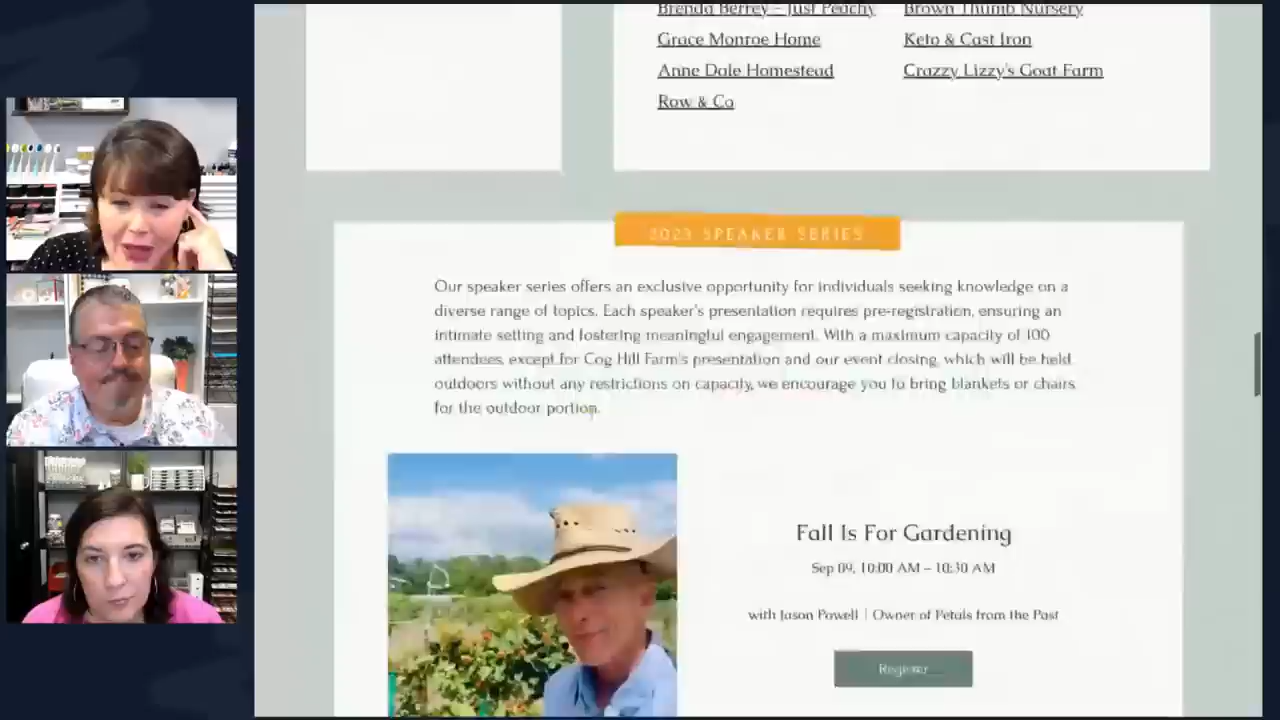 Brenda Berrey – Just Peachy
Brown Thumb Nursery
Grace Monroe Home
Keto & Cast Iron
Anne Dale Homestead
Crazzy Lizzy's Goat Farm
Row & Co
2023 SPEAKER SERIES
Our speaker series offers an exclusive opportunity for individuals seeking knowledge on a
diverse range of topics. Each speaker's presentation requires pre-registration, ensuring an
intimate setting and fostering meaningful engagement. With a maximum capacity of 100
attendees, except for Cog Hill Farm's presentation and our event closing, which will be held
outdoors without any restrictions on capacity, we encourage you to bring blankets or chairs
for the outdoor portion.
Fall Is For Gardening
Sep 09, 10:00 AM – 10:30 AM
with Jason Powell | Owner of Petals from the Past
Register